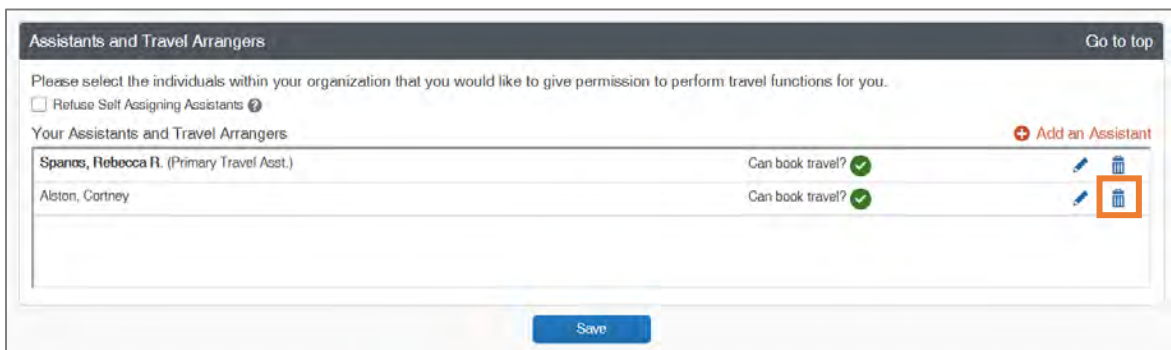 Assistants and Travel Arrangers Go to top
Please select the individuals within your organization that you would like to give permission to perform travel functions for you.
Refuse Self Assigning Assistants
Your Assistants and Travel Arrangers Add an Assistant
Spanos, Rebecca R. (Primary Travel Asst.) Can book travel?
Alston, Cortney Can book travel?
Save